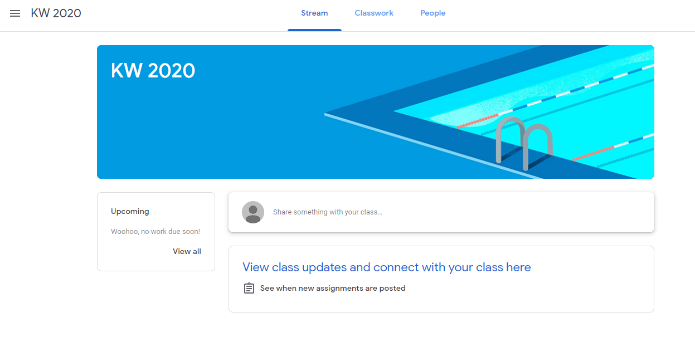 KW 2020
Stream
Classwork
People
KW 2020
Upcoming
Woohoo, no work due soon!
View all
Share something with your class...
View class updates and connect with your class here
See when new assignments are posted